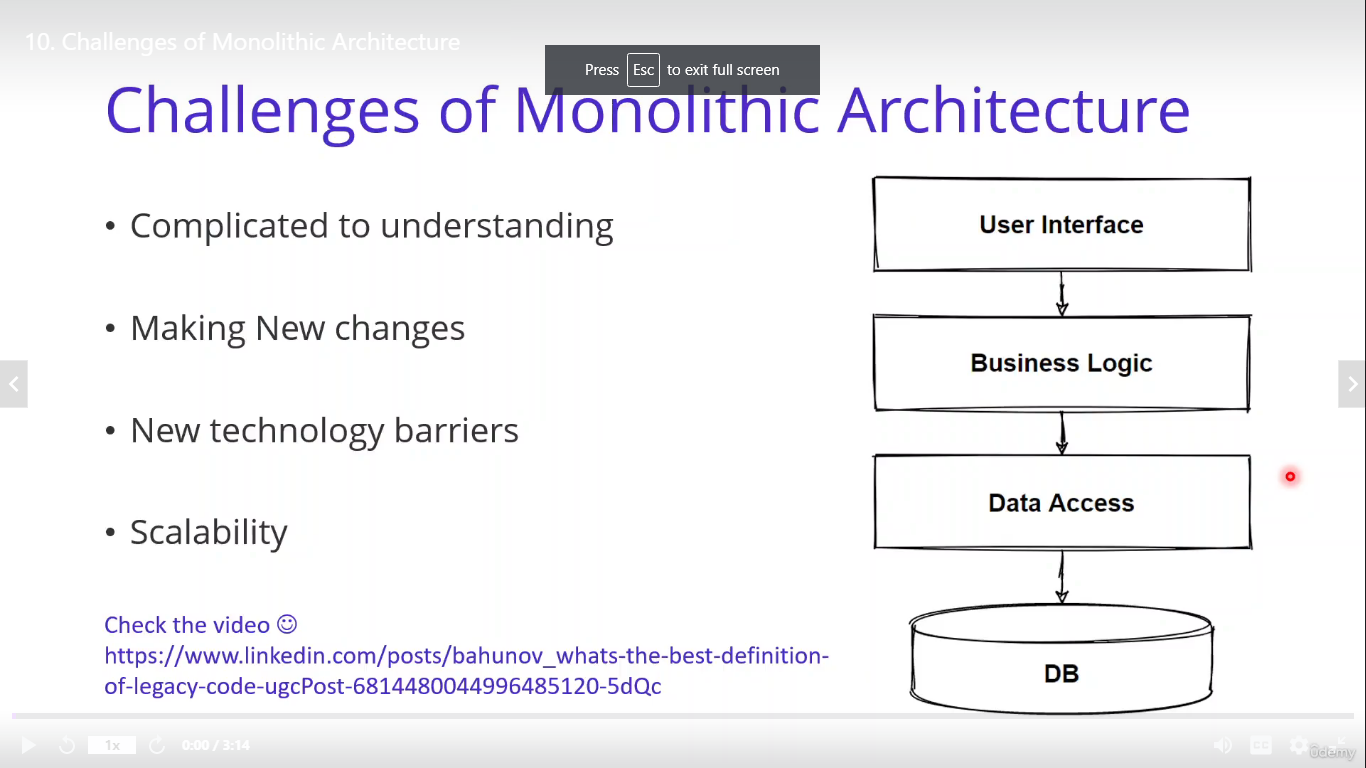 10. Challenges of Monolithic Architecture
Press Esc to exit full screen
Challenges of Monolithic Architecture
• Complicated to understanding
• Making New changes
• New technology barriers
• Scalability
Check the video ☺
https://www.linkedin.com/posts/bahunov_whats-the-best-definition-
of-legacy-code-ugcPost-6814480044996485120-5dQc
User Interface
Business Logic
Data Access
DB
1x
0:00 / 3:14
CC
ûdemy